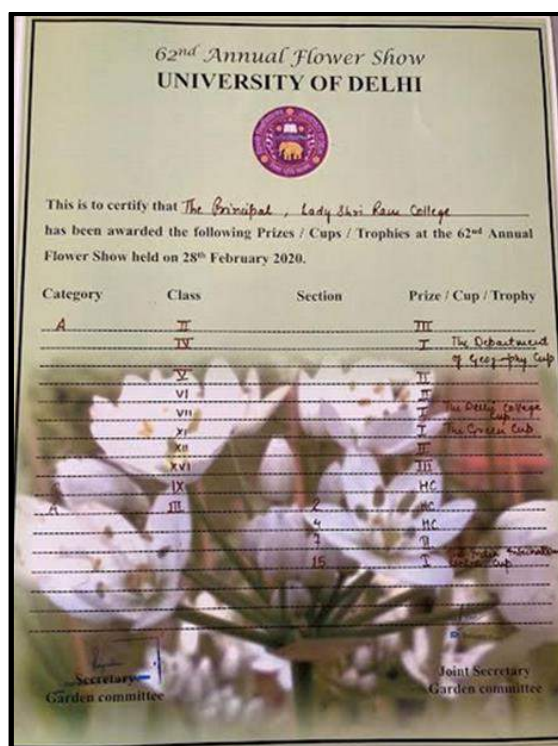 62nd Annual Flower Show
UNIVERSITY OF DELHI
This is to certify that The Principal, Lady Shri Ram College
has been awarded the following Prizes / Cups / Trophies at the 62nd Annual
Flower Show held on 28th February 2020.
Category Class Section Prize / Cup / Trophy
A II III
IV I The Department
of Geography Cup
V II
VI II
VII I The Delhi College
Cup
XI I The Green Cup
XII II
XVI III
IX H.C
A III 2 H.C
4 H.C
7 II
15 I Cup
Secretary
Garden committee
Joint Secretary
Garden committee